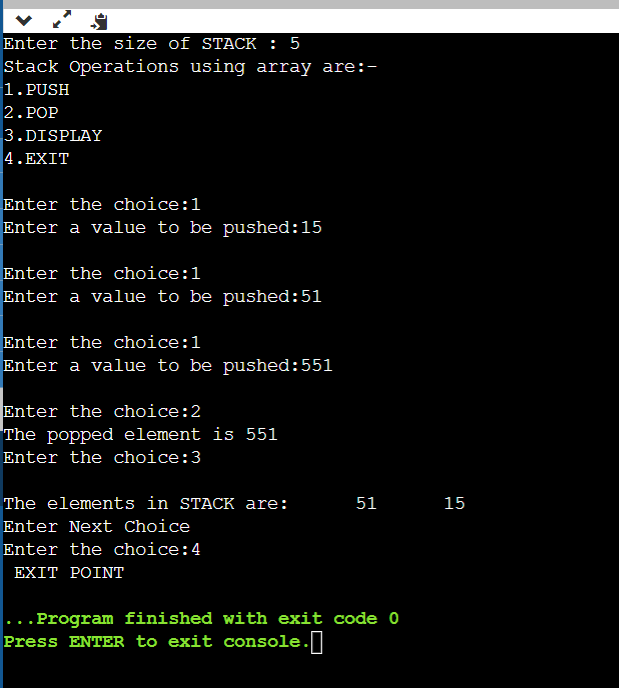 Enter the size of STACK : 5
Stack Operations using array are:-
1.PUSH
2.POP
3.DISPLAY
4.EXIT
Enter the choice:1
Enter a value to be pushed:15
Enter the choice:1
Enter a value to be pushed:51
Enter the choice:1
Enter a value to be pushed:551
Enter the choice:2
The popped element is 551
Enter the choice:3
The elements in STACK are:      51      15
Enter Next Choice
Enter the choice:4
 EXIT POINT
...Program finished with exit code 0
Press ENTER to exit console.